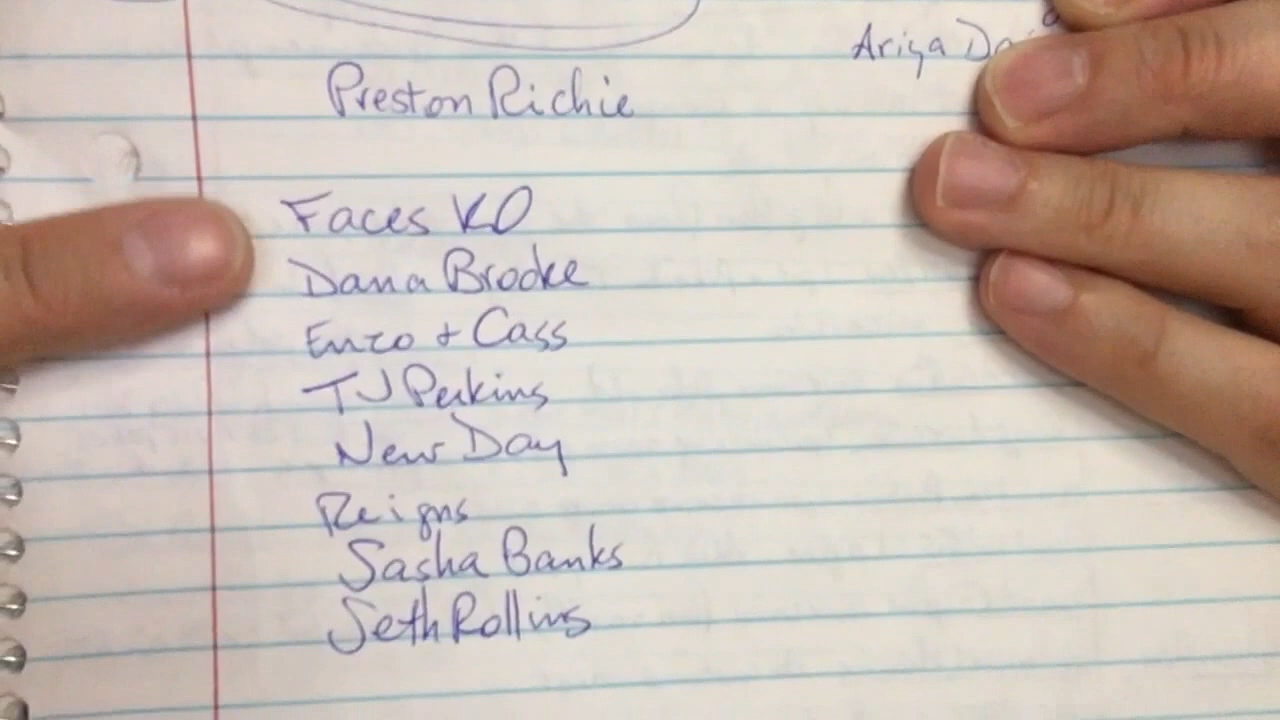 Ariya Da
Preston Richie
Faces KO
Dana Brooke
Enzo + Cass
TJ Perkins
New Day
Reigns
Sasha Banks
Seth Rollins